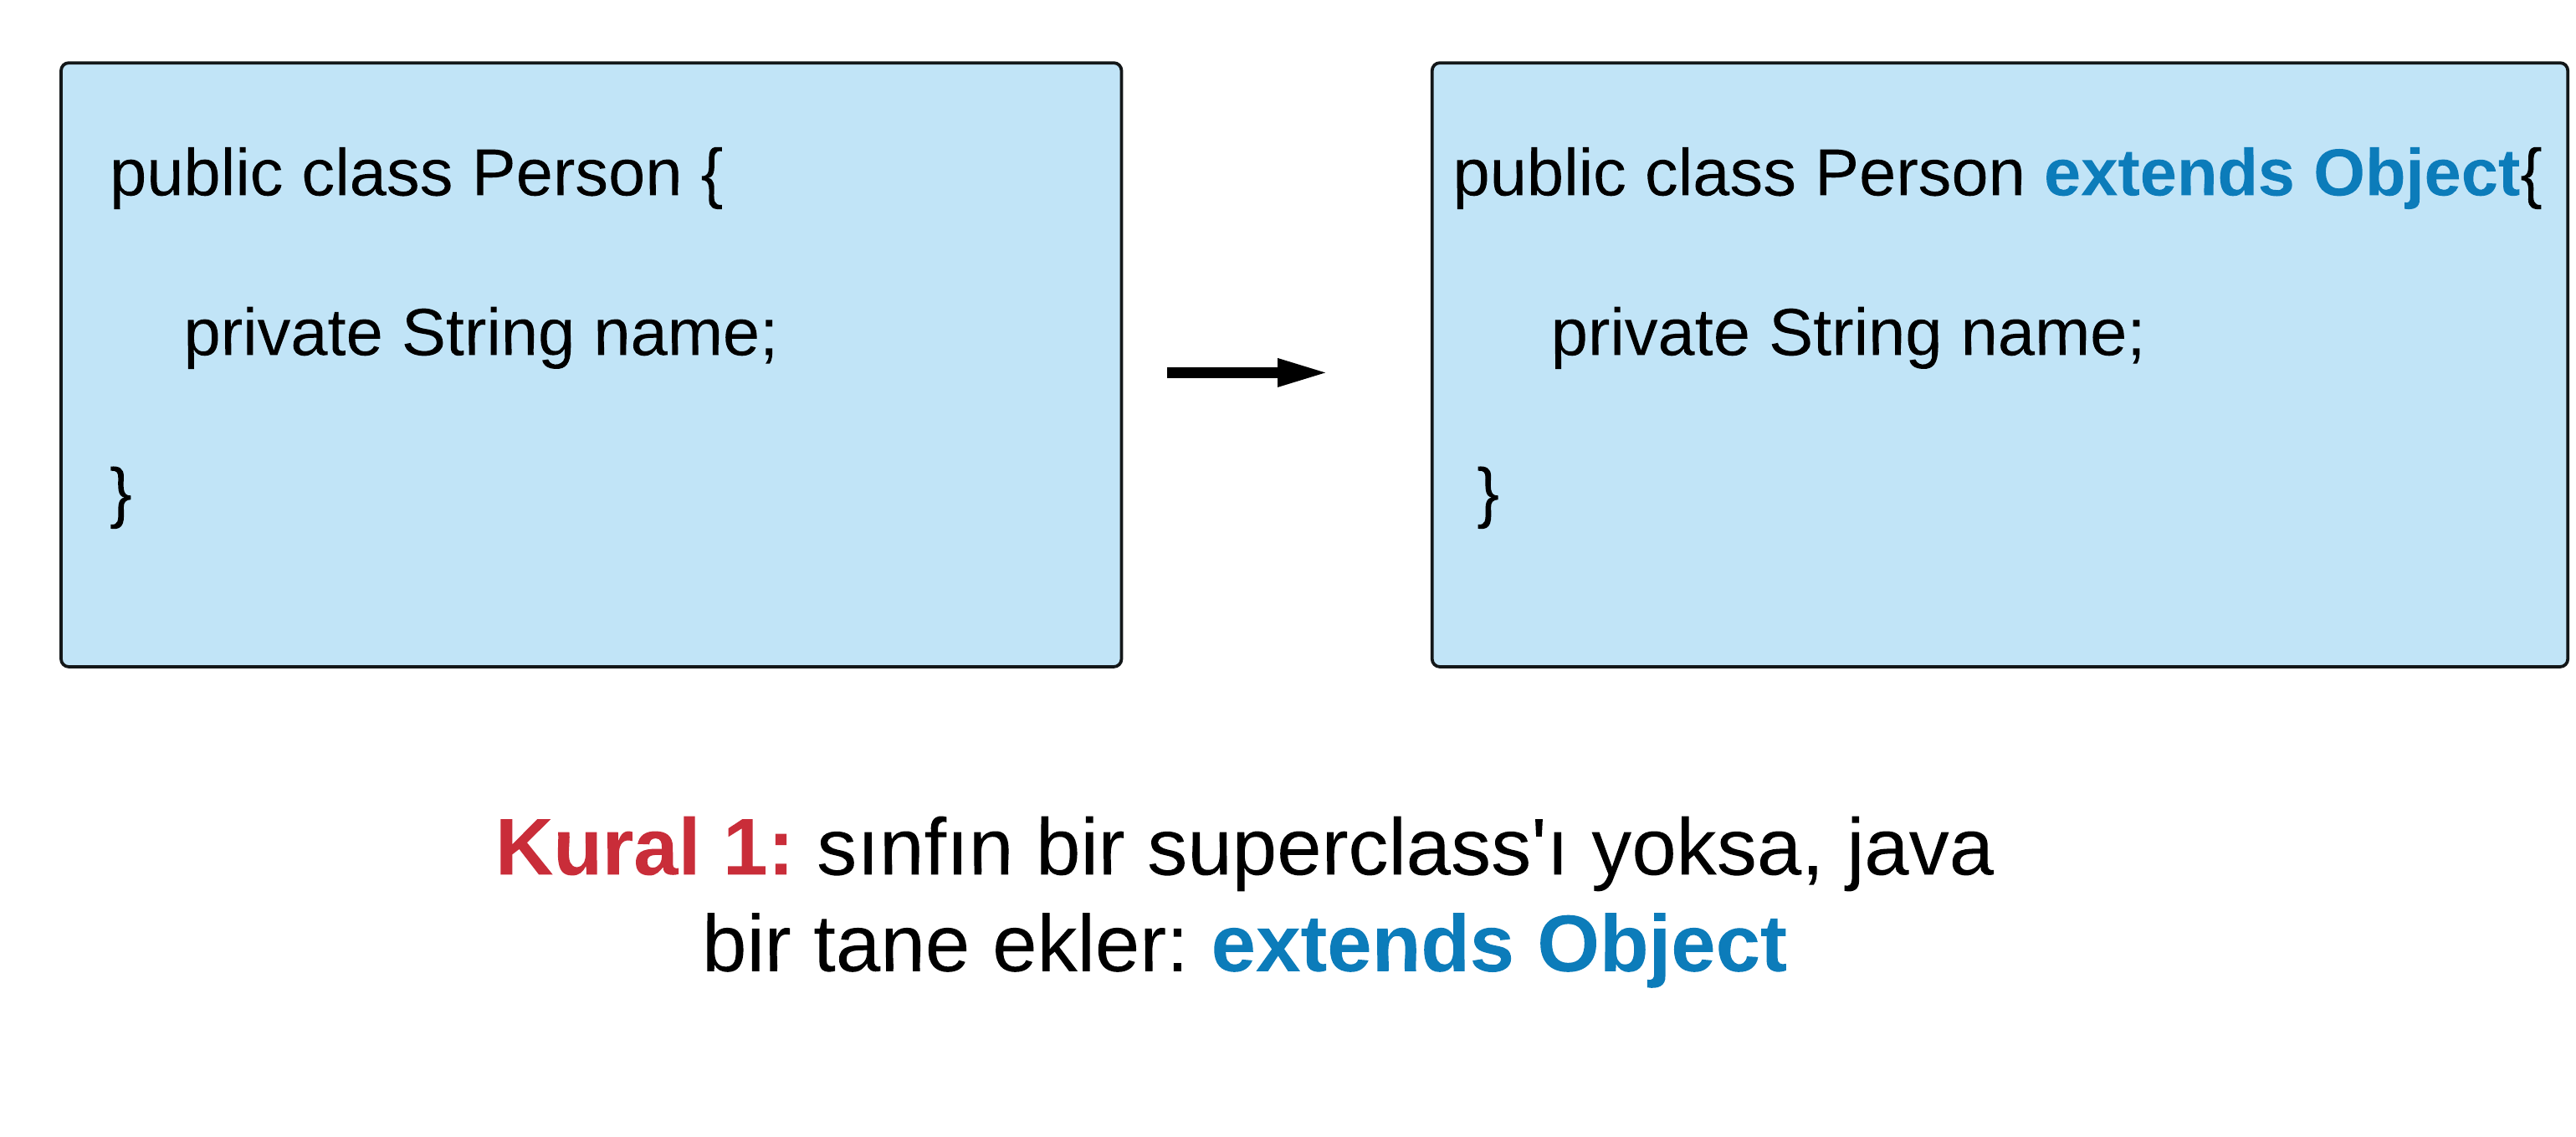 public class Person {
private String name;
}
public class Person extends Object{
private String name;
}
Kural 1: sınfın bir superclass'ı yoksa, java
bir tane ekler: extends Object